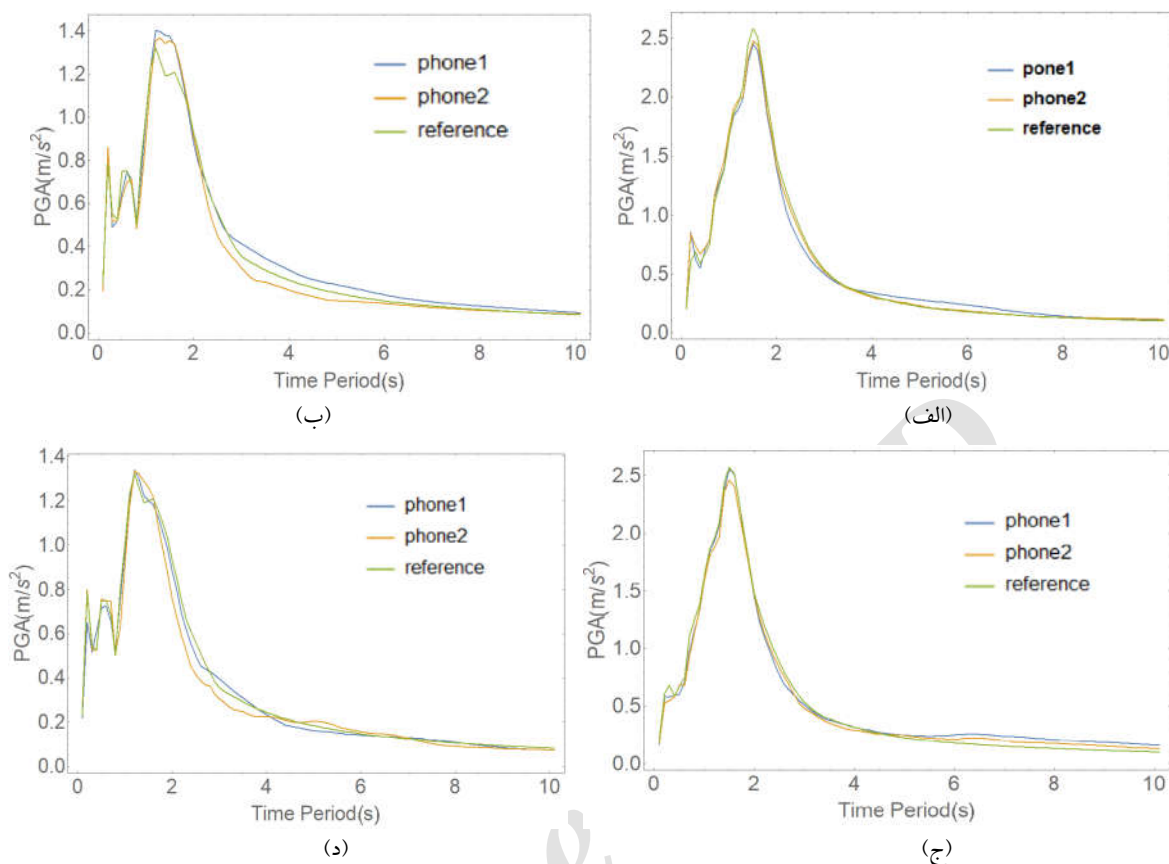 1.4
1.2
1.0
0.8
0.6
0.4
0.2
0.0
PGA(m/s²)
phone1
phone2
reference
0 2 4 6 8 10
Time Period(s)
(ب)
2.5
2.0
1.5
1.0
0.5
0.0
PGA(m/s²)
pone1
phone2
reference
0 2 4 6 8 10
Time Period(s)
(الف)
1.4
1.2
1.0
0.8
0.6
0.4
0.2
0.0
PGA(m/s²)
phone1
phone2
reference
0 2 4 6 8 10
Time Period(s)
(د)
2.5
2.0
1.5
1.0
0.5
0.0
PGA(m/s²)
phone1
phone2
reference
0 2 4 6 8 10
Time Period(s)
(ج)